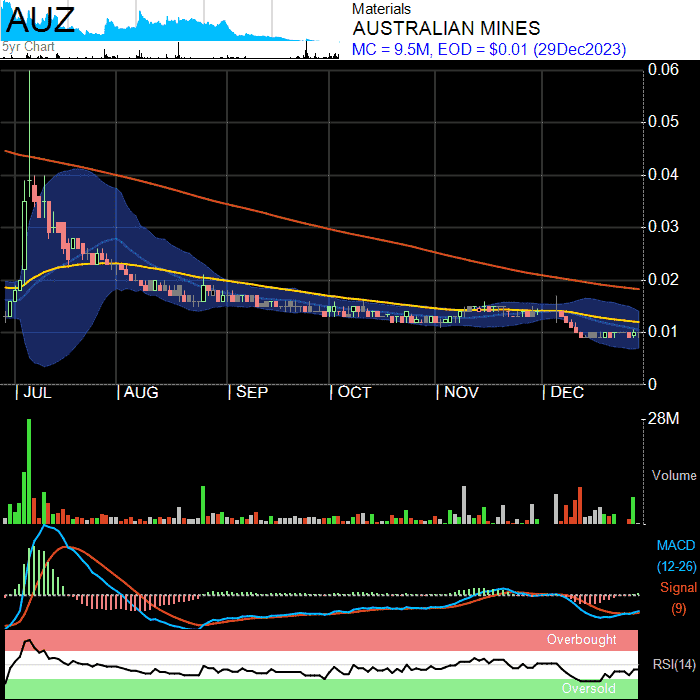 AUZ
5yr Chart
Materials
AUSTRALIAN MINES
MC = 9.5M, EOD = $0.01 (29Dec2023)
0.06
0.05
0.04
0.03
0.02
0.01
0
JUL AUG SEP OCT NOV DEC
28M
Volume
MACD
(12-26)
Signal
(9)
Overbought
RSI(14)
Oversold